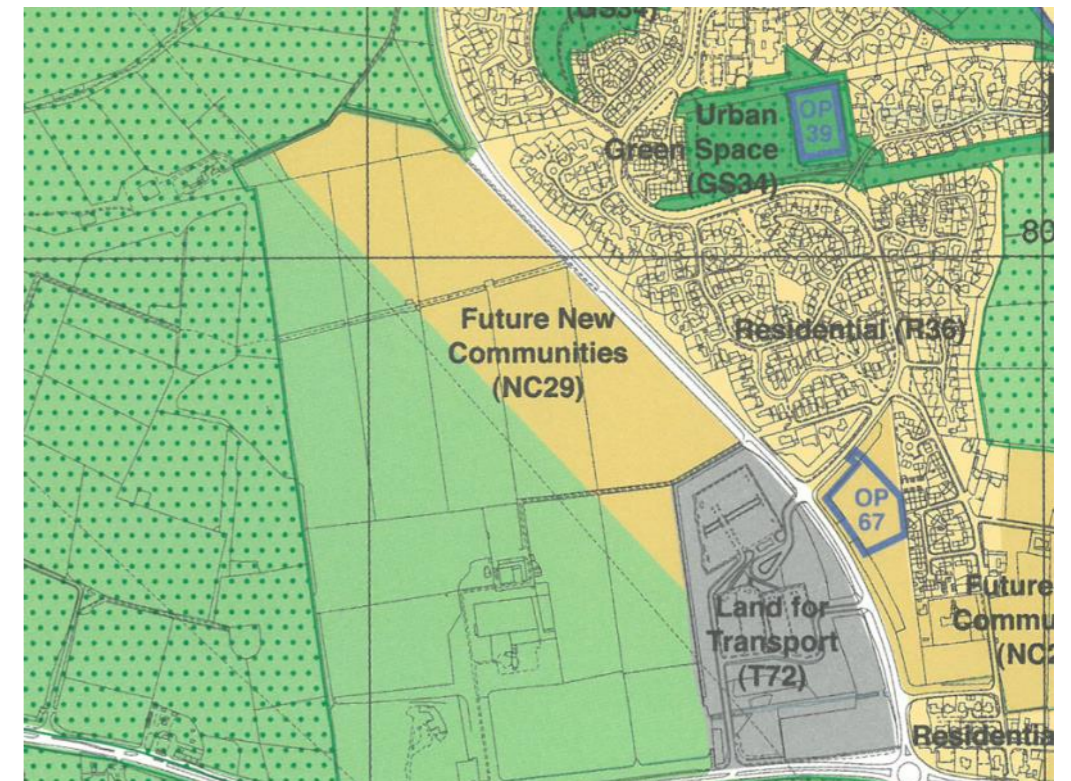 (GS34)
Urban
Green Space
(GS34)
OP
39
80
Future New
Communities
(NC29)
Residential (R36)
OP
67
Land for
Transport
(T72)
Future
Commu
(NC2
Residentia